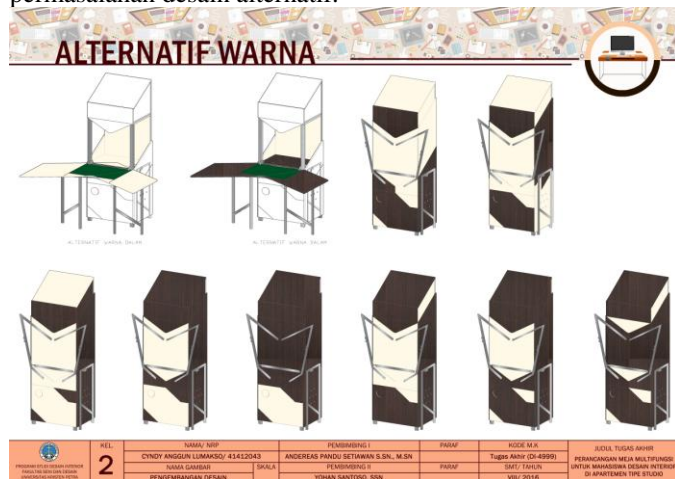 permasalahan desain alternatif.
ALTERNATIF WARNA
ALTERNATIF WARNA DALAM
ALTERNATIF WARNA DALAM
PROGRAM STUDI DESAIN INTERIOR
FAKULTAS SENI DAN DESAIN
UNIVERSITAS KRISTEN PETRA
KEL.
2
NAMA/ NRP
CYNDY ANGGUN LUMAKSO/ 41412043
NAMA GAMBAR
SKALA
PENGEMBANGAN DESAIN
PEMBIMBING I
PARAF
ANDEREAS PANDU SETIAWAN S.SN., M.SN
PEMBIMBING II
PARAF
YOHAN SANTOSO, SSN
KODE M.K
Tugas Akhir (DI-4999)
SMT/ TAHUN
VIII/ 2016
JUDUL TUGAS AKHIR
PERANCANGAN MEJA MULTIFUNGSI
UNTUK MAHASISWA DESAIN INTERIOR
DI APARTEMEN TIPE STUDIO